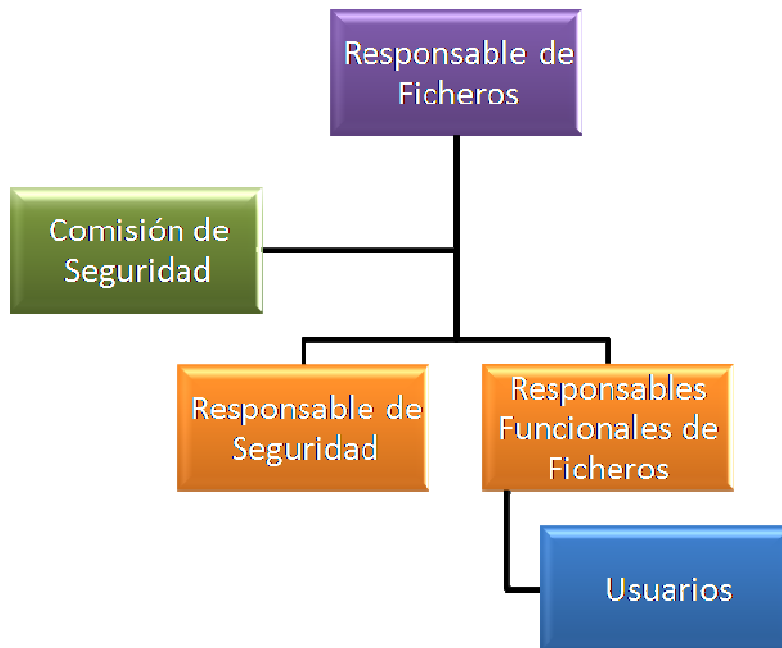 Responsable de
Ficheros
Comisión de
Seguridad
Responsable de
Seguridad
Responsables
Funcionales de
Ficheros
Usuarios